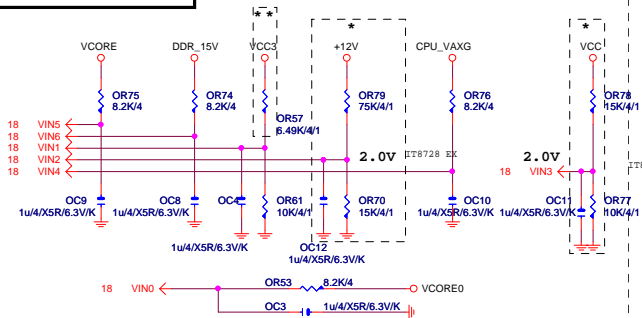 * *
*
*
VCORE
DDR_15V
VCC3
+12V
CPU_VAXG
VCC
OR75
8.2K/4
OR74
8.2K/4
OR57
6.49K/4/1
OR79
75K/4/1
OR76
8.2K/4
OR78
15K/4/1
18 VIN5
18 VIN6
18 VIN1
18 VIN2
18 VIN4
2.0V
IT8728 EX
2.0V
18 VIN3
OC9
1u/4/X5R/6.3V/K
OC8
1u/4/X5R/6.3V/K
OC4
1u/4/X5R/6.3V/K
OR61
10K/4/1
OC12
1u/4/X5R/6.3V/K
OR70
15K/4/1
OC10
1u/4/X5R/6.3V/K
OC11
1u/4/X5R/6.3V/K
OR77
10K/4/1
18 VIN0
OR53
8.2K/4
VCORE0
OC3
1u/4/X5R/6.3V/K